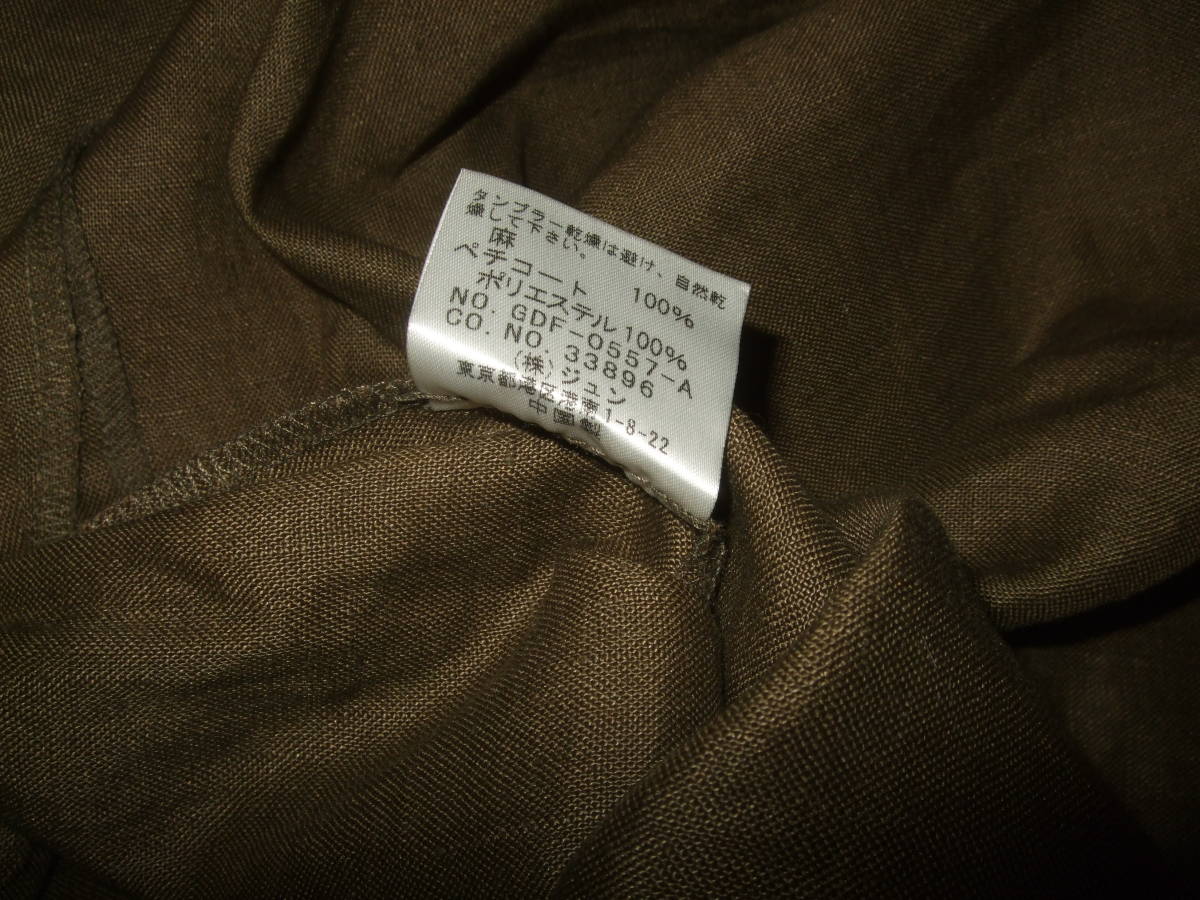 タンブラー乾燥は避け、自然乾
燥して下さい。
麻 100%
ペチコート
ポリエステル100%
NO. GDF-0557-A
CO. NO. 33896
(株)ジュン
東京都港区港南1-8-22
中国製